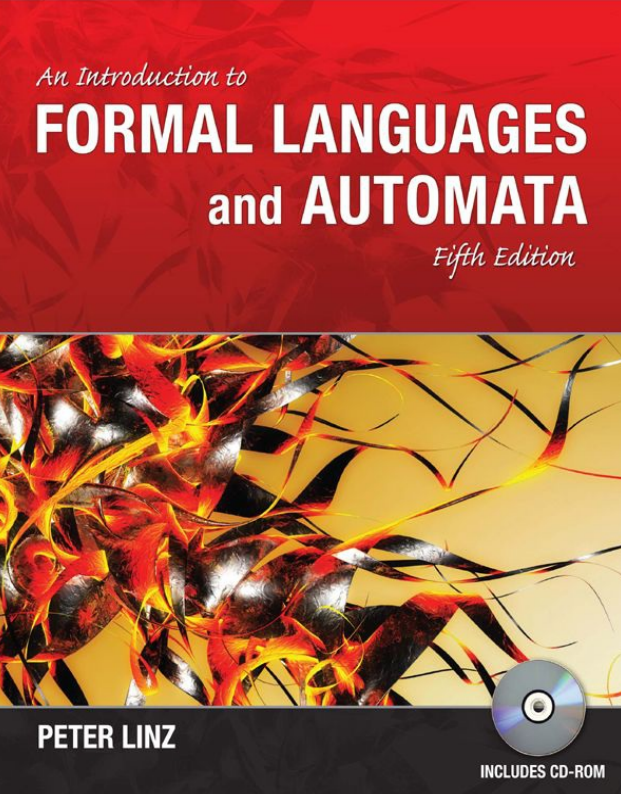 An Introduction to
FORMAL LANGUAGES
and AUTOMATA
Fifth Edition
PETER LINZ
INCLUDES CD-ROM